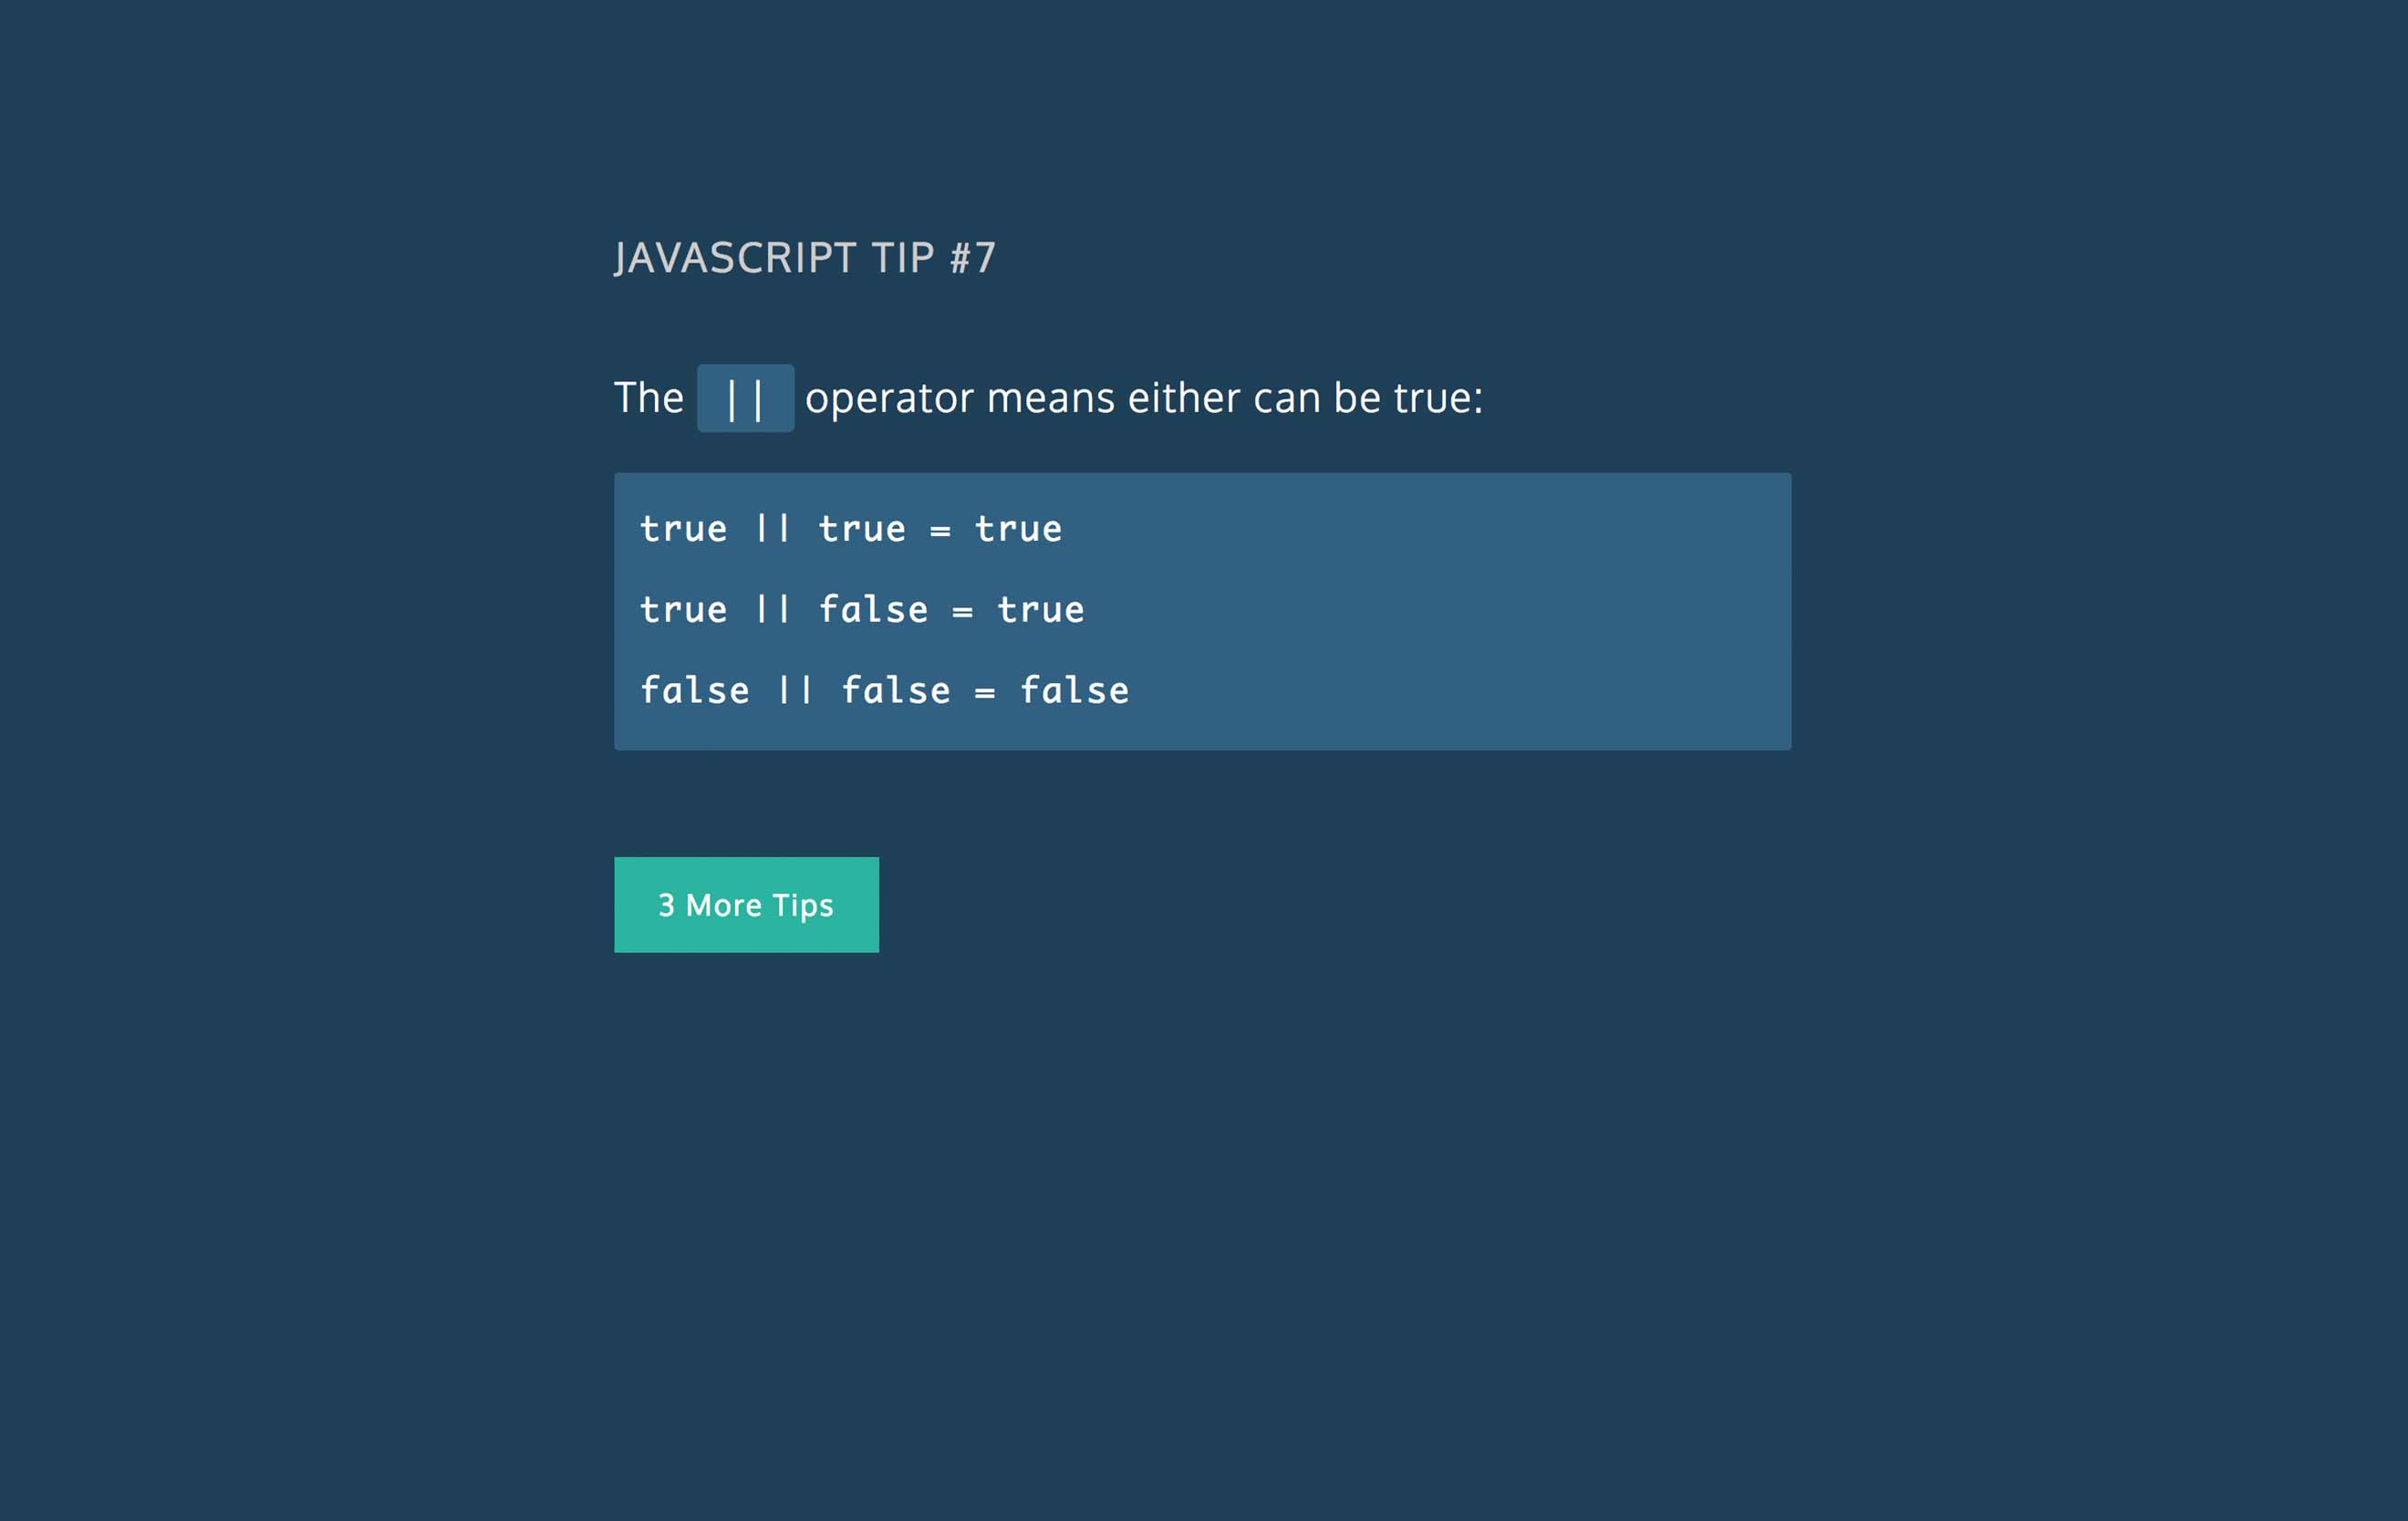 JAVASCRIPT TIP #7
The || operator means either can be true:
true || true = true
true || false = true
false || false = false
3 More Tips